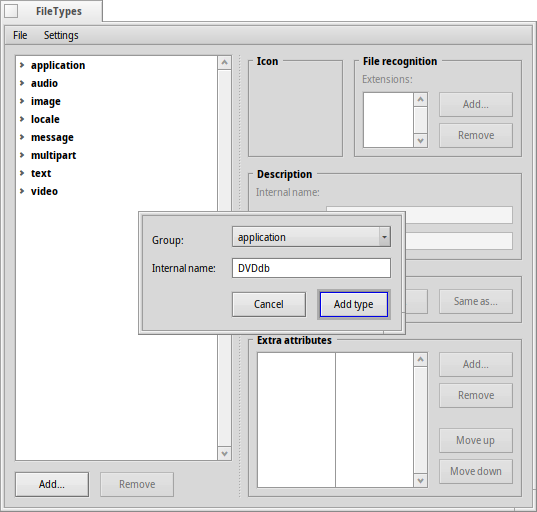 FileTypes
File Settings
application
audio
image
locale
message
multipart
text
video
Add... Remove
Icon
File recognition
Extensions:
Add...
Remove
Description
Internal name:
Group: application
Internal name: DVDdb
Cancel Add type
Same as...
Extra attributes
Add...
Remove
Move up
Move down